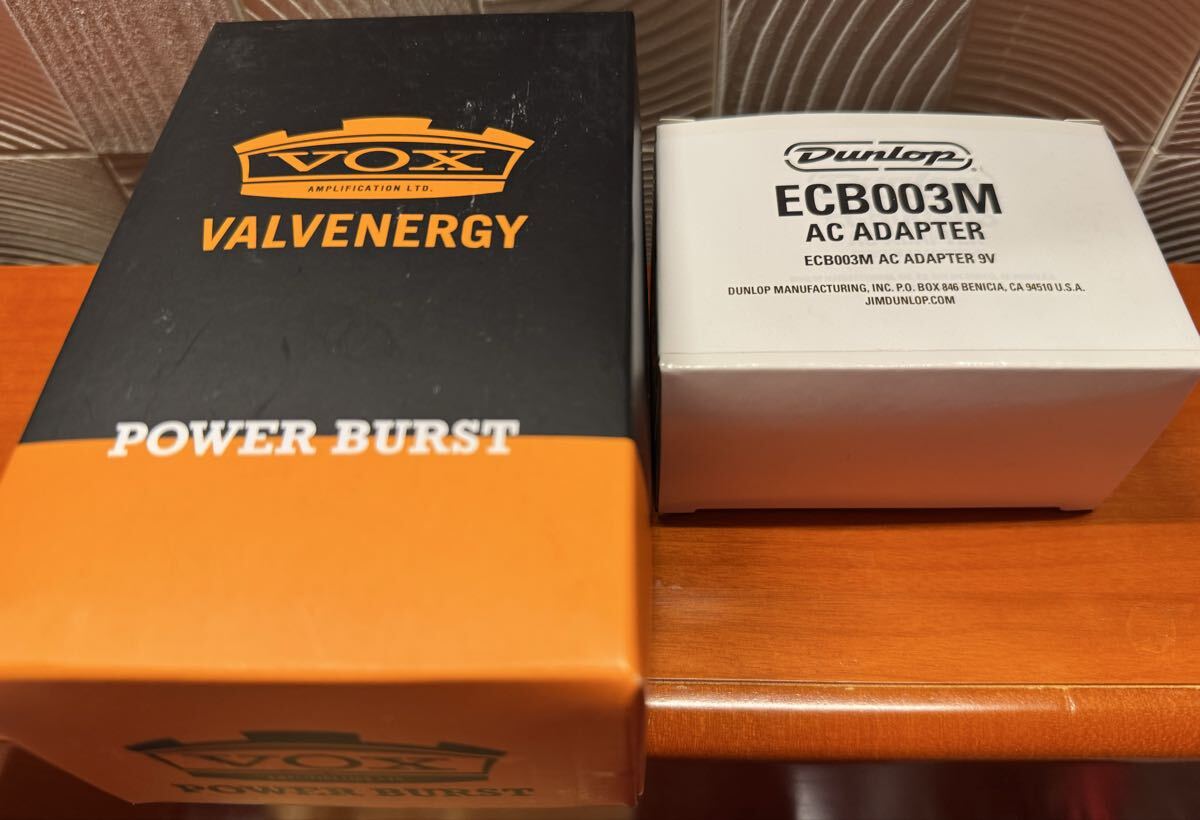 VOX
AMPLIFICATION LTD.
VALVENERGY
POWER BURST
VOX
POWER BURST
Dunlop
ECB003M
AC ADAPTER
ECB003M AC ADAPTER 9V
DUNLOP MANUFACTURING, INC. P.O. BOX 846 BENICIA, CA 94510 U.S.A.
JIMDUNLOP.COM